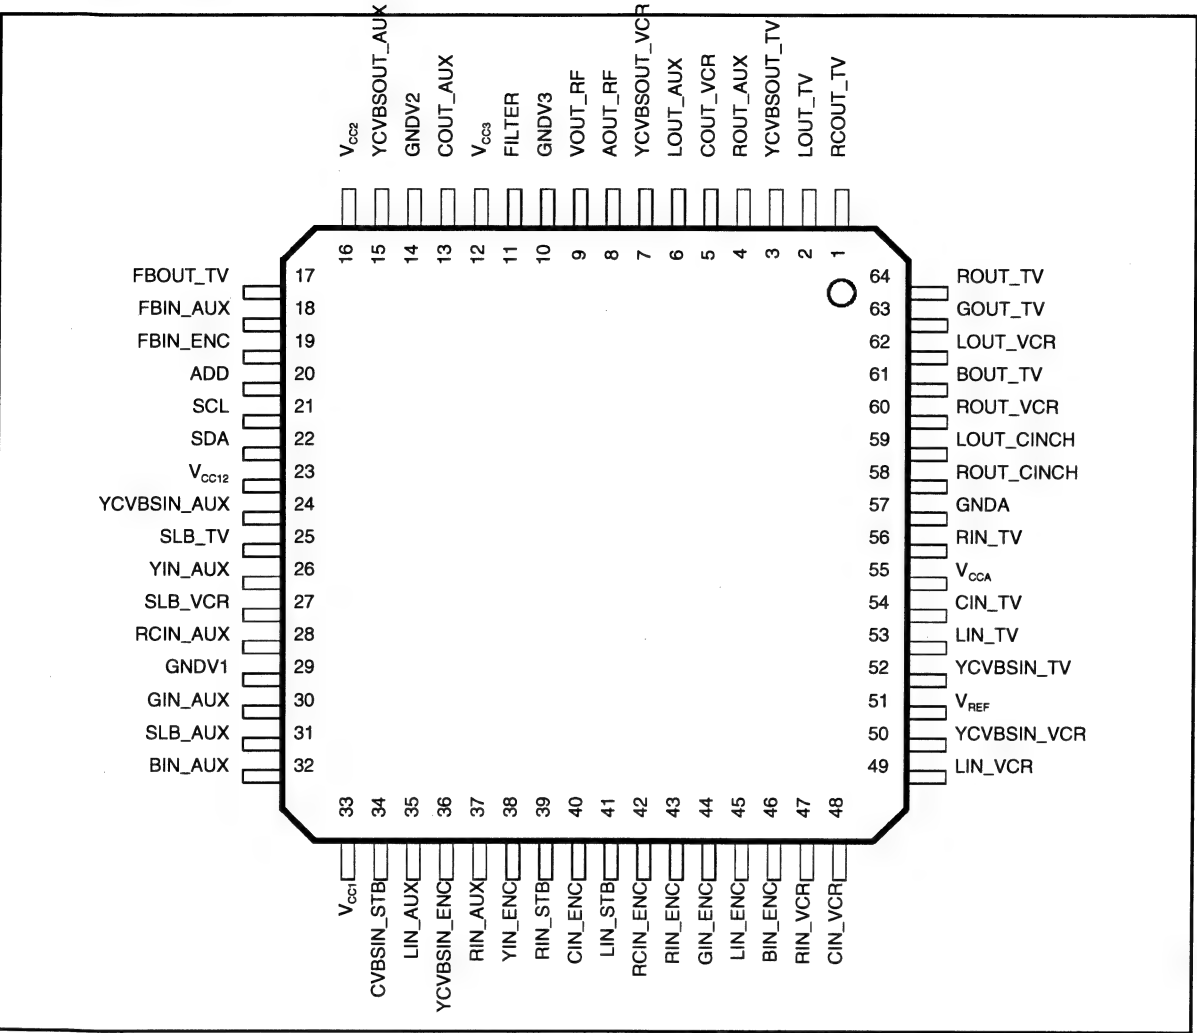 V_CC2
YCVBSOUT_AUX
GNDV2
COUT_AUX
V_CC3
FILTER
GNDV3
VOUT_RF
AOUT_RF
YCVBSOUT_VCR
LOUT_AUX
COUT_VCR
ROUT_AUX
YCVBSOUT_TV
LOUT_TV
RCOUT_TV
16 15 14 13 12 11 10 9 8 7 6 5 4 3 2 1
FBOUT_TV 17 64 ROUT_TV
FBIN_AUX 18 63 GOUT_TV
FBIN_ENC 19 62 LOUT_VCR
ADD 20 61 BOUT_TV
SCL 21 60 ROUT_VCR
SDA 22 59 LOUT_CINCH
V_CC12 23 58 ROUT_CINCH
YCVBSIN_AUX 24 57 GNDA
SLB_TV 25 56 RIN_TV
YIN_AUX 26 55 V_CCA
SLB_VCR 27 54 CIN_TV
RCIN_AUX 28 53 LIN_TV
GNDV1 29 52 YCVBSIN_TV
GIN_AUX 30 51 V_REF
SLB_AUX 31 50 YCVBSIN_VCR
BIN_AUX 32 49 LIN_VCR
33 34 35 36 37 38 39 40 41 42 43 44 45 46 47 48
V_CC1
CVBSIN_STB
LIN_AUX
YCVBSIN_ENC
RIN_AUX
YIN_ENC
RIN_STB
CIN_ENC
LIN_STB
RCIN_ENC
RIN_ENC
GIN_ENC
LIN_ENC
BIN_ENC
RIN_VCR
CIN_VCR